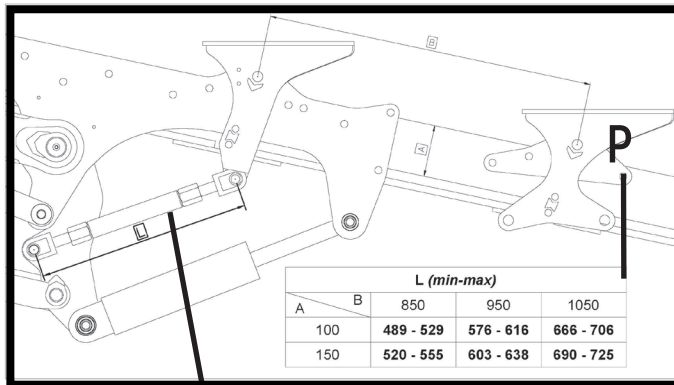 B
A
P
L
L (min-max)
A B 850 950 1050
100 489 - 529 576 - 616 666 - 706
150 520 - 555 603 - 638 690 - 725